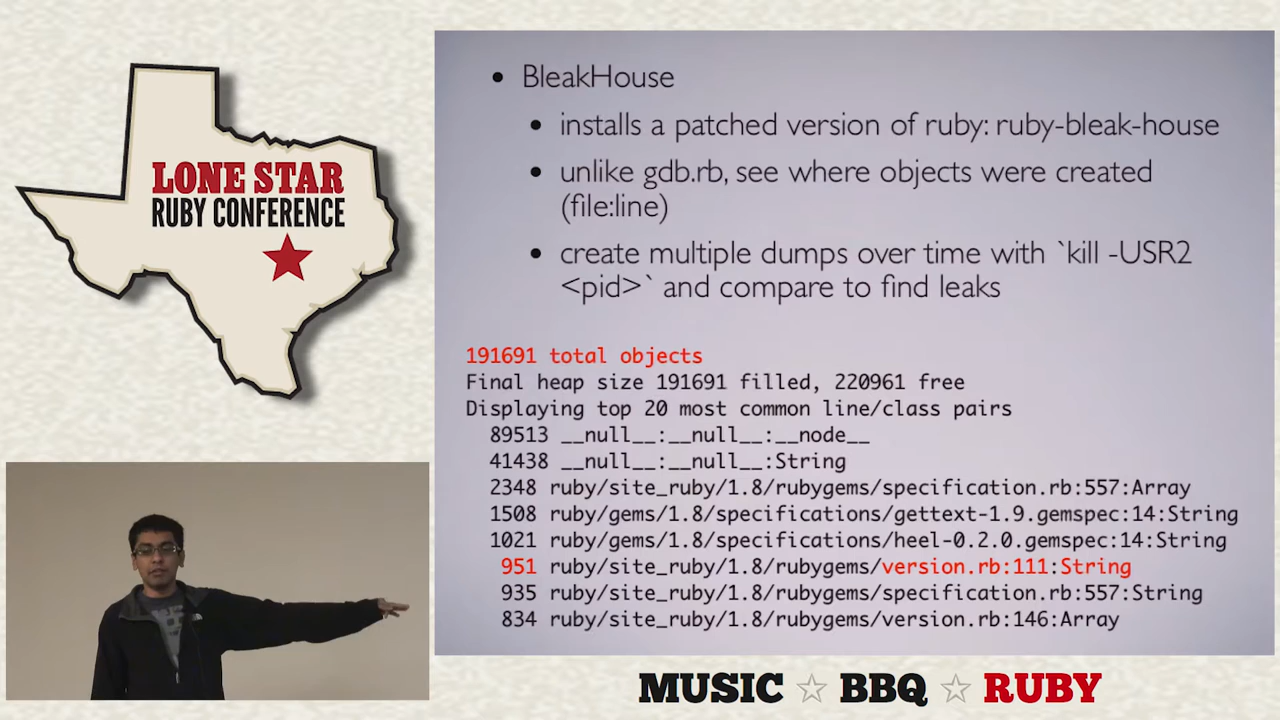 LONE STAR
RUBY CONFERENCE
• BleakHouse
• installs a patched version of ruby: ruby-bleak-house
• unlike gdb.rb, see where objects were created
(file:line)
• create multiple dumps over time with `kill -USR2
<pid>` and compare to find leaks
191691 total objects
Final heap size 191691 filled, 220961 free
Displaying top 20 most common line/class pairs
89513 __null__:__null__:__node__
41438 __null__:__null__:String
2348 ruby/site_ruby/1.8/rubygems/specification.rb:557:Array
1508 ruby/gems/1.8/specifications/gettext-1.9.gemspec:14:String
1021 ruby/gems/1.8/specifications/heel-0.2.0.gemspec:14:String
951 ruby/site_ruby/1.8/rubygems/version.rb:111:String
935 ruby/site_ruby/1.8/rubygems/specification.rb:557:String
834 ruby/site_ruby/1.8/rubygems/version.rb:146:Array
MUSIC ☆ BBQ ☆ RUBY